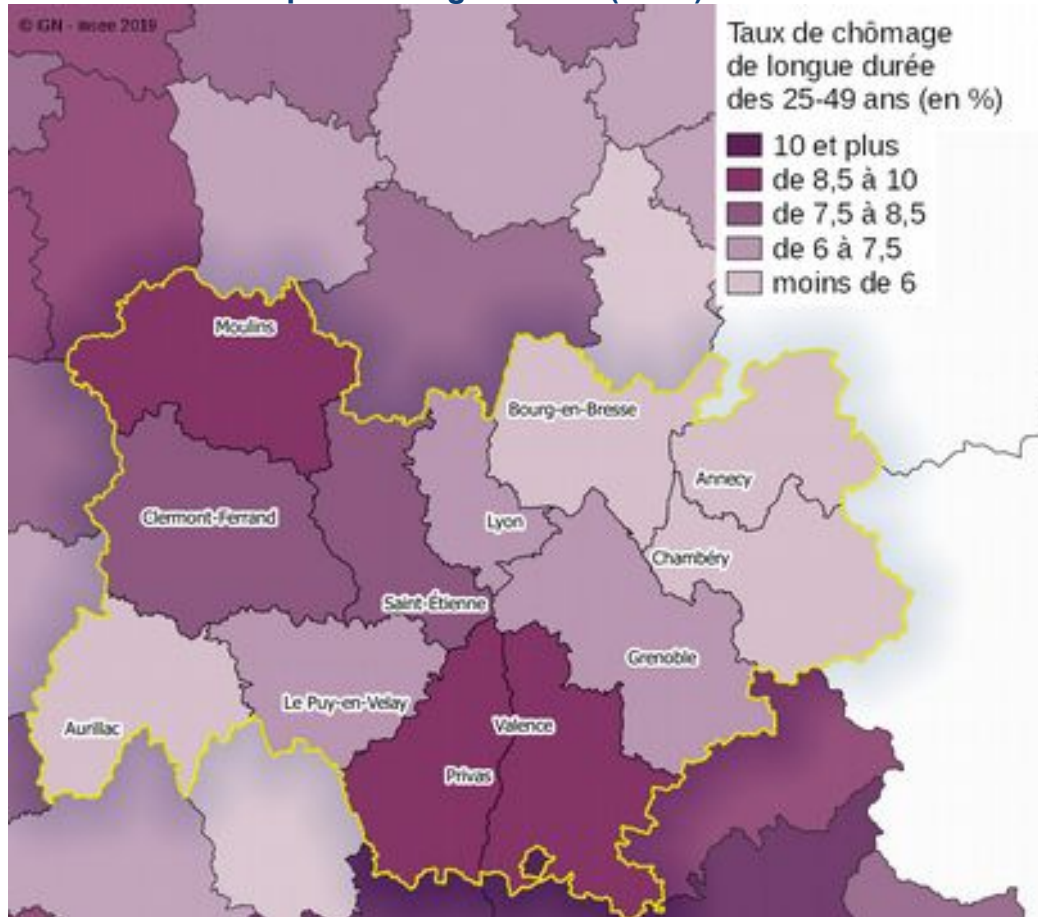 © IGN - Insee 2019
Taux de chômage
de longue durée
des 25-49 ans (en %)
10 et plus
de 8,5 à 10
de 7,5 à 8,5
de 6 à 7,5
moins de 6
Moulins
Bourg-en-Bresse
Annecy
Clermont-Ferrand
Lyon
Chambéry
Saint-Étienne
Grenoble
Le Puy-en-Velay
Aurillac
Valence
Privas